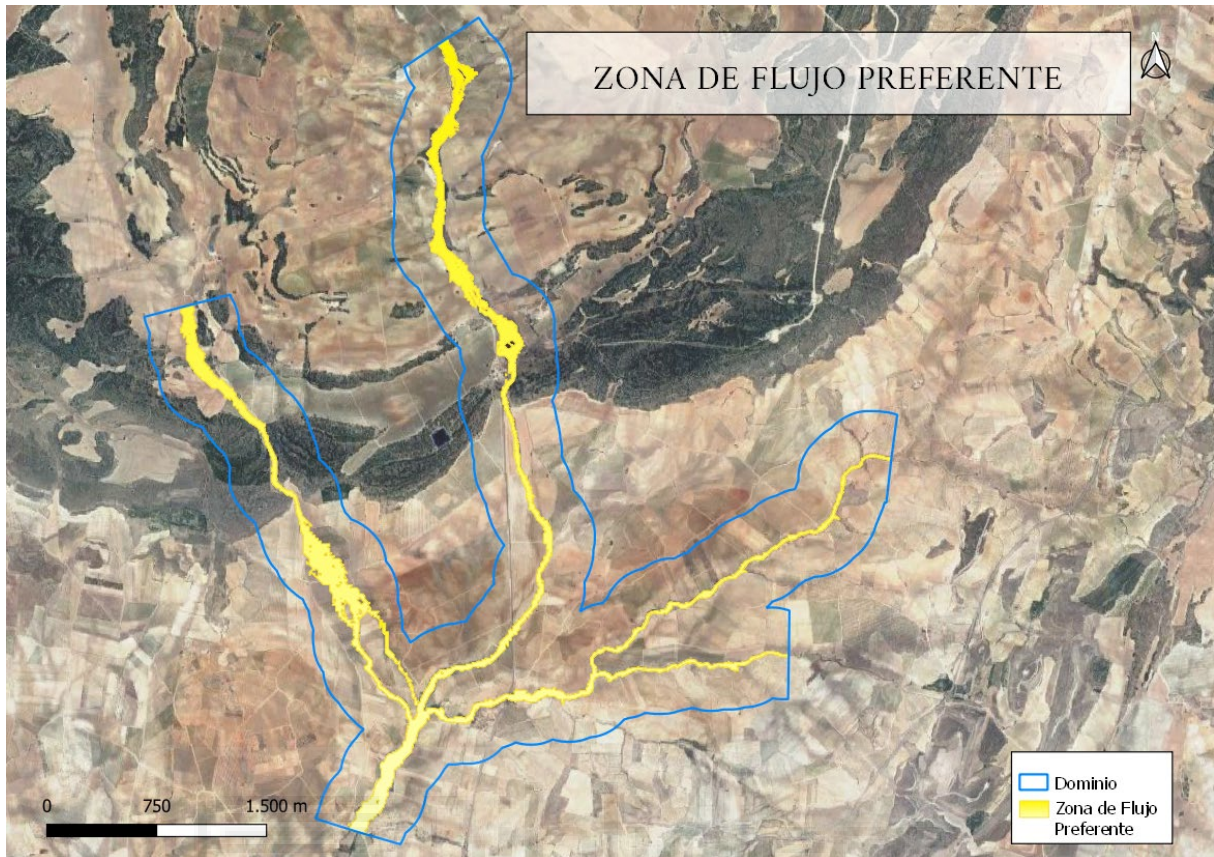 ZONA DE FLUJO PREFERENTE
N
0 750 1.500 m
Dominio
Zona de Flujo
Preferente